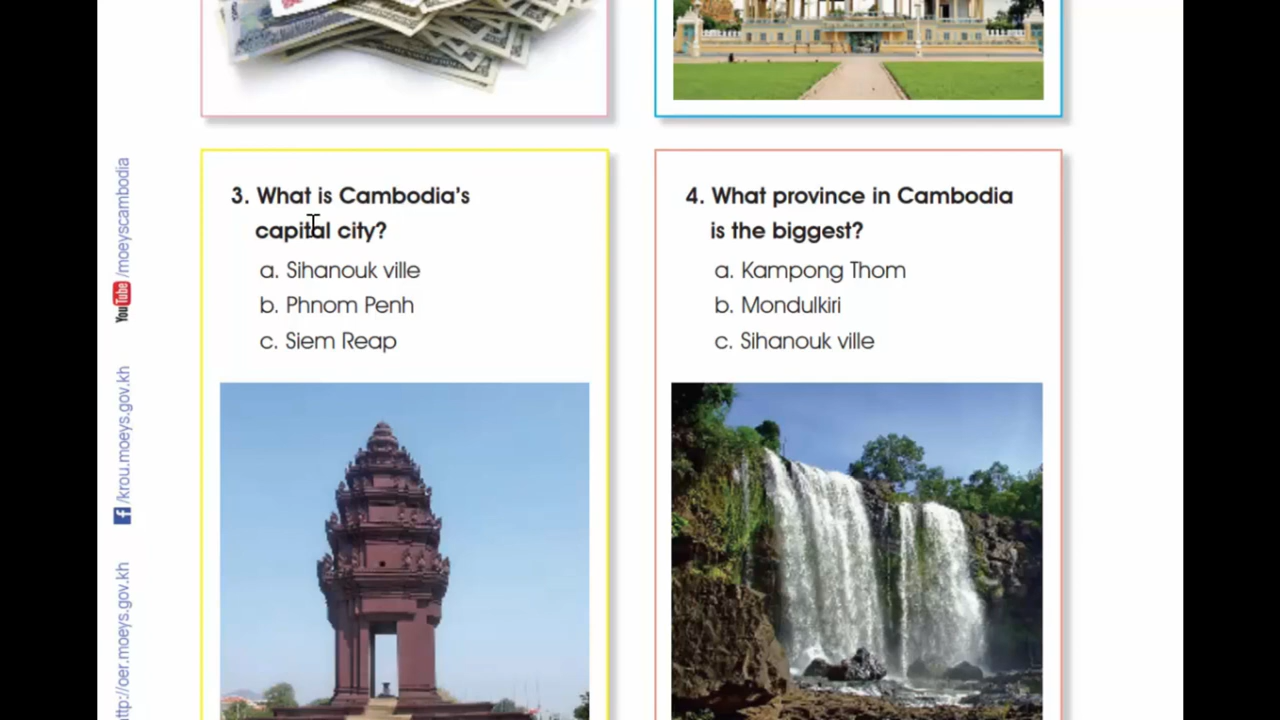 3. What is Cambodia's
capital city?
a. Sihanouk ville
b. Phnom Penh
c. Siem Reap
4. What province in Cambodia
is the biggest?
a. Kampong Thom
b. Mondulkiri
c. Sihanouk ville
YouTube /moeyscambodia
f /krou.moeys.gov.kh
http://oer.moeys.gov.kh